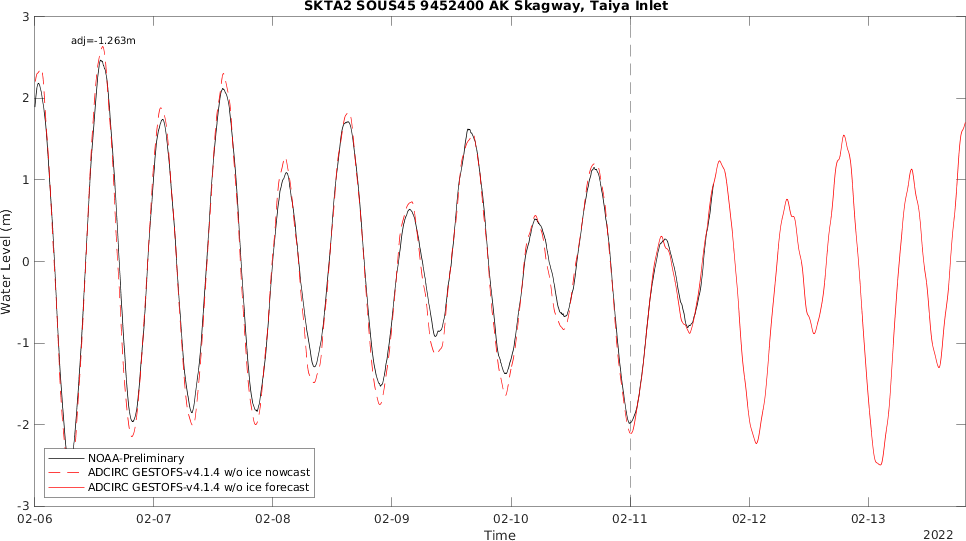 SKTA2 SOUS45 9452400 AK Skagway, Taiya Inlet
adj=-1.263m
3
2
1
0
-1
-2
-3
Water Level (m)
NOAA-Preliminary
ADCIRC GESTOFS-v4.1.4 w/o ice nowcast
ADCIRC GESTOFS-v4.1.4 w/o ice forecast
02-06 02-07 02-08 02-09 02-10 02-11 02-12 02-13
Time
2022